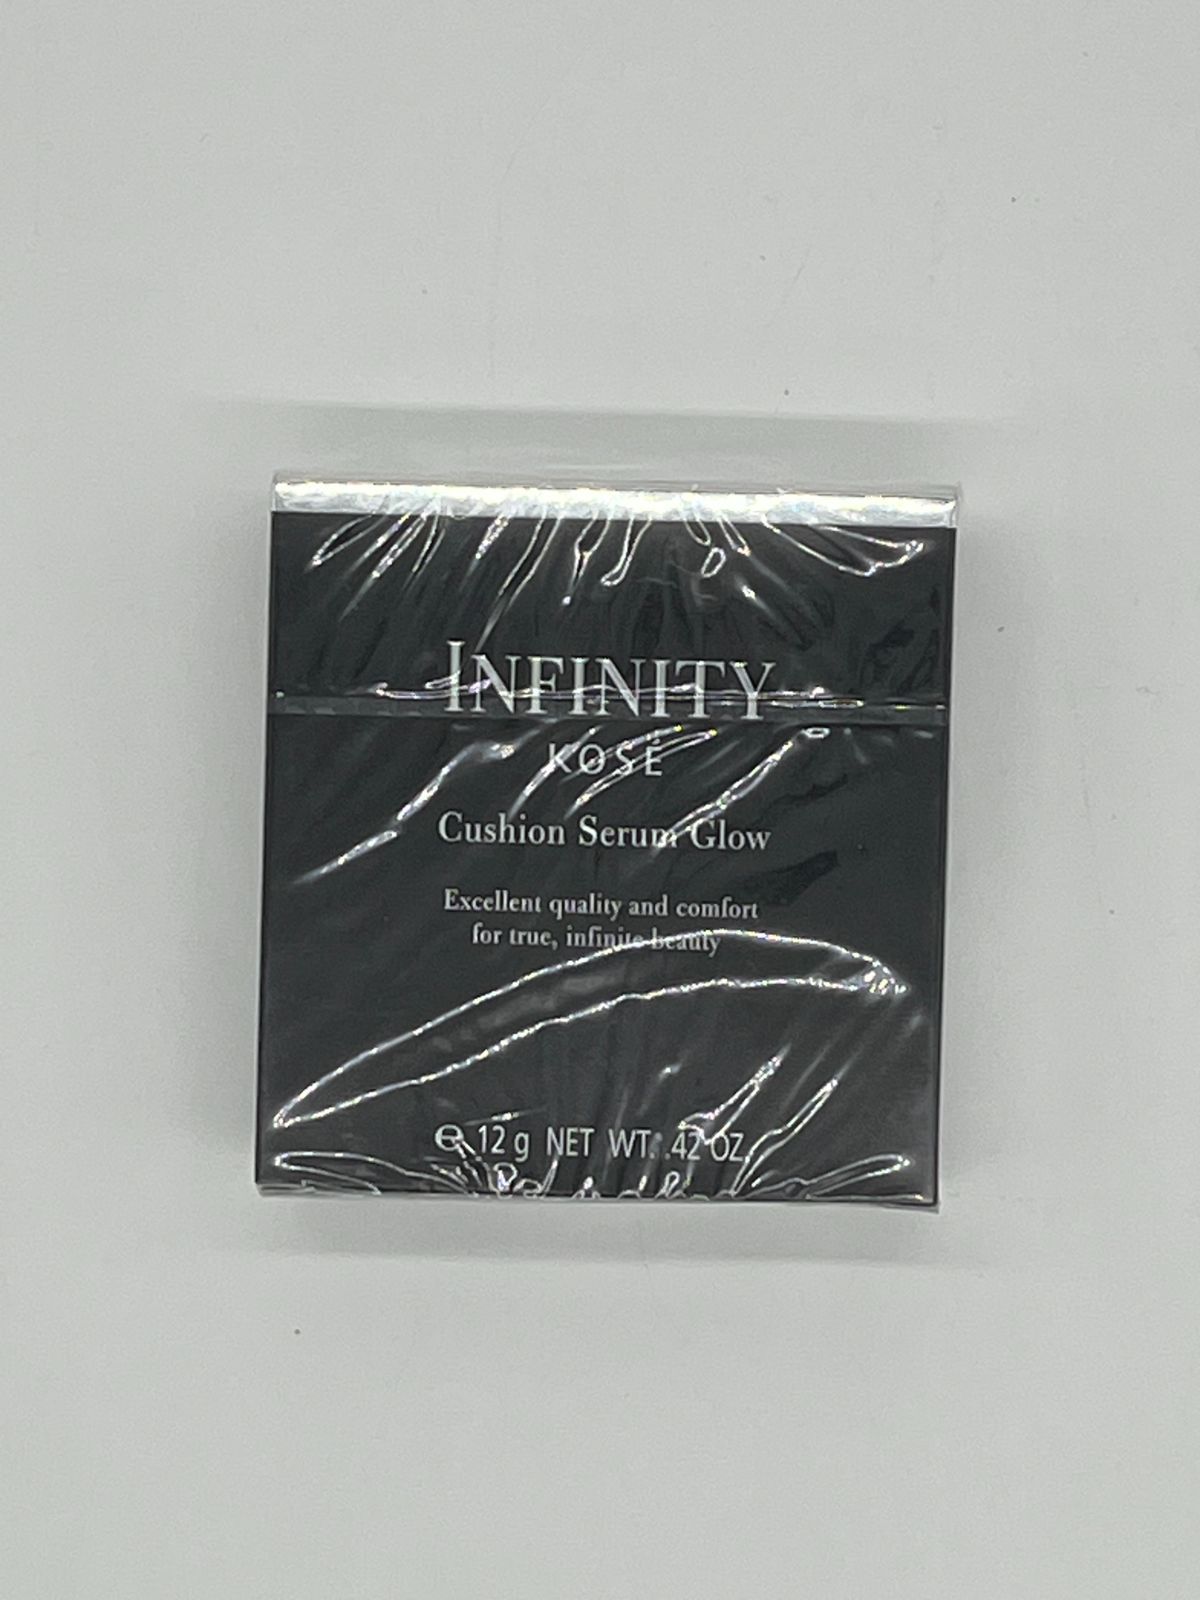 INFINITY
KOSÉ
Cushion Serum Glow
Excellent quality and comfort
for true, infinite beauty
℮ 12 g NET WT. .42 OZ.